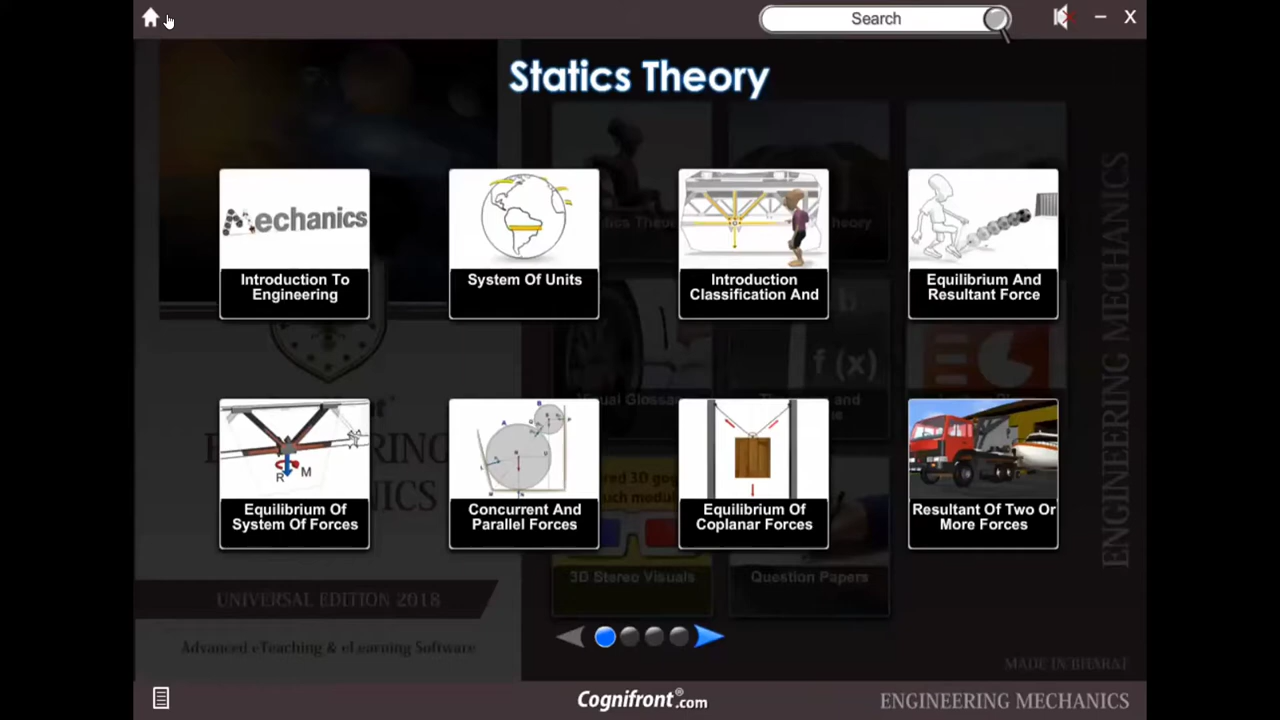 Search
X
Statics Theory
Mechanics
Introduction To
Engineering
System Of Units
Introduction
Classification And
Equilibrium And
Resultant Force
R
M
Equilibrium Of
System Of Forces
Concurrent And
Parallel Forces
Equilibrium Of
Coplanar Forces
Resultant Of Two Or
More Forces
f (x)
3D Stereo Visuals
Question Papers
UNIVERSAL EDITION 2018
Advanced eTeaching & eLearning Software
ENGINEERING MECHANICS
MADE IN BHARAT
Cognifront®.com
ENGINEERING MECHANICS